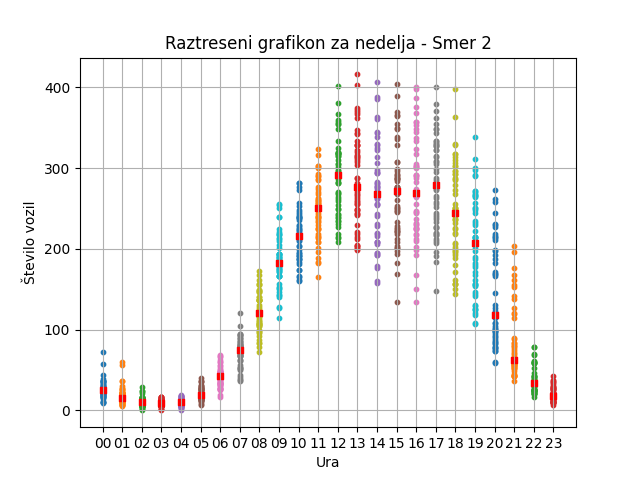 Raztreseni grafikon za nedelja - Smer 2
Število vozil
400
300
200
100
0
00 01 02 03 04 05 06 07 08 09 10 11 12 13 14 15 16 17 18 19 20 21 22 23
Ura